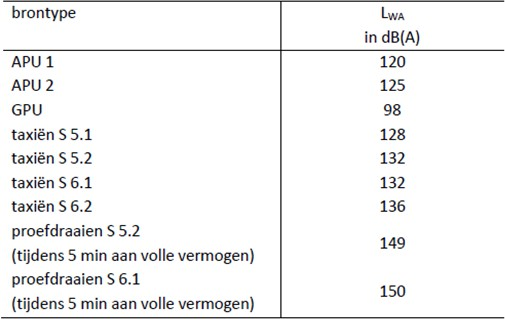 brontype LWA
in dB(A)
APU 1 120
APU 2 125
GPU 98
taxiën S 5.1 128
taxiën S 5.2 132
taxiën S 6.1 132
taxiën S 6.2 136
proefdraaien S 5.2
(tijdens 5 min aan volle vermogen) 149
proefdraaien S 6.1
(tijdens 5 min aan volle vermogen) 150